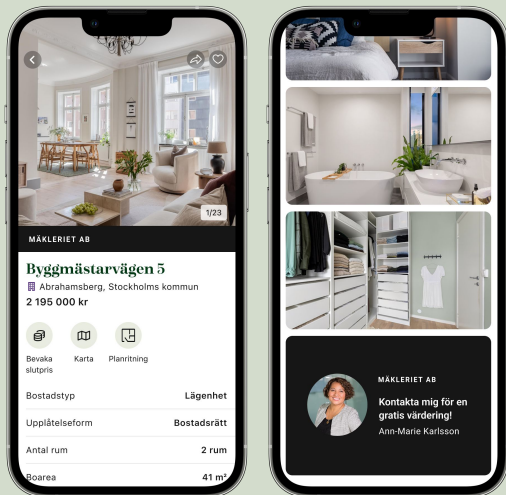 1/23
MÄKLERIET AB
Byggmästarvägen 5
Abrahamsberg, Stockholms kommun
2 195 000 kr
Bevaka
slutpris
Karta
Planritning
Bostadstyp Lägenhet
Upplåtelseform Bostadsrätt
Antal rum 2 rum
Boarea 41 m²
MÄKLERIET AB
Kontakta mig för en
gratis värdering!
Ann-Marie Karlsson